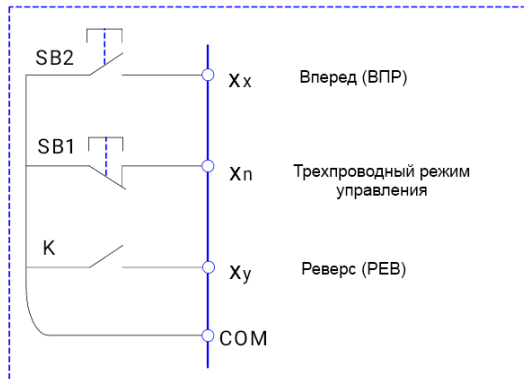 SB2
Xx
Вперед (ВПР)
SB1
Xn
Трехпроводный режим
управления
K
Xy
Реверс (РЕВ)
COM